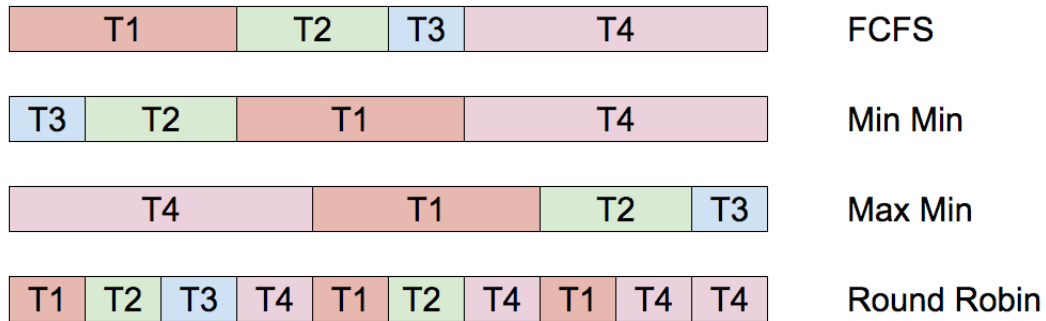 T1 T2 T3 T4 FCFS
T3 T2 T1 T4 Min Min
T4 T1 T2 T3 Max Min
T1 T2 T3 T4 T1 T2 T4 T1 T4 T4 Round Robin